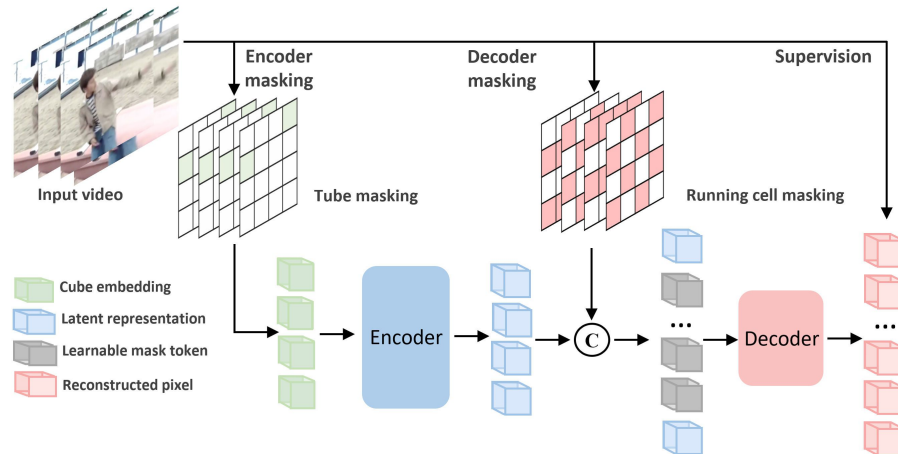 Encoder
masking
Decoder
masking
Supervision
Input video
Tube masking
Running cell masking
Cube embedding
Latent representation
Learnable mask token
Reconstructed pixel
Encoder
C
...
Decoder
...